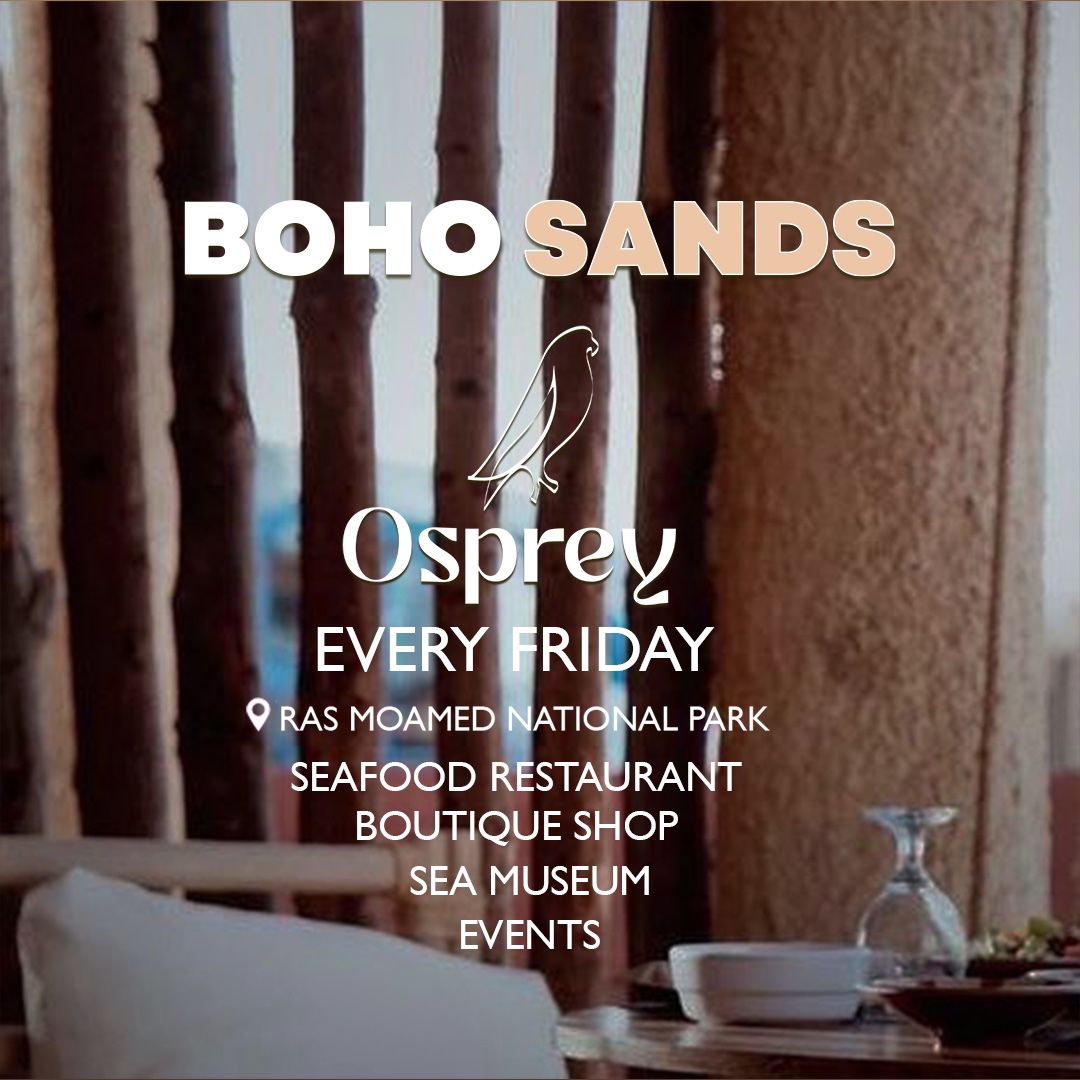 BOHO SANDS
Osprey
EVERY FRIDAY
RAS MOAMED NATIONAL PARK
SEAFOOD RESTAURANT
BOUTIQUE SHOP
SEA MUSEUM
EVENTS